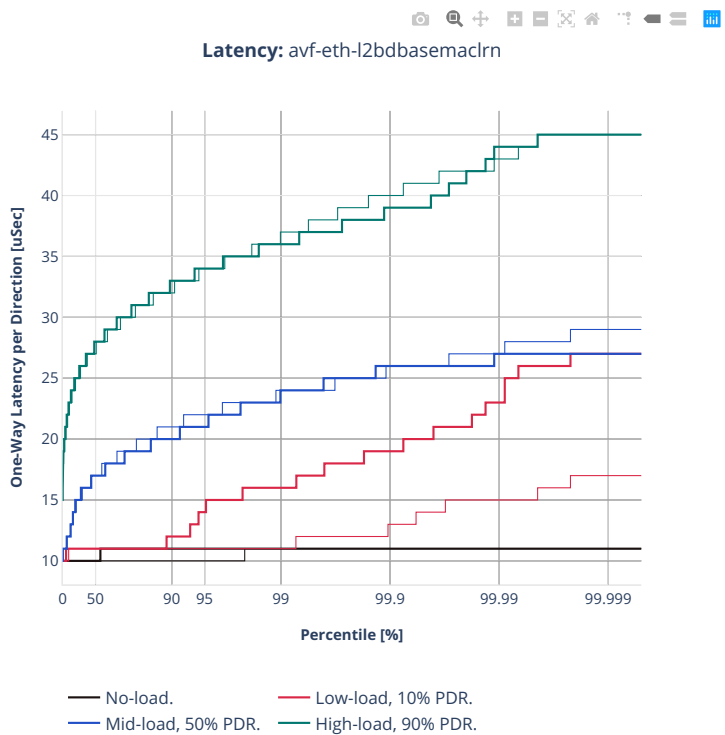 Latency: avf-eth-l2bdbasemaclrn
One-Way Latency per Direction [uSec]
45
40
35
30
25
20
15
10
0 50 90 95 99 99.9 99.99 99.999
Percentile [%]
No-load. Low-load, 10% PDR.
Mid-load, 50% PDR. High-load, 90% PDR.